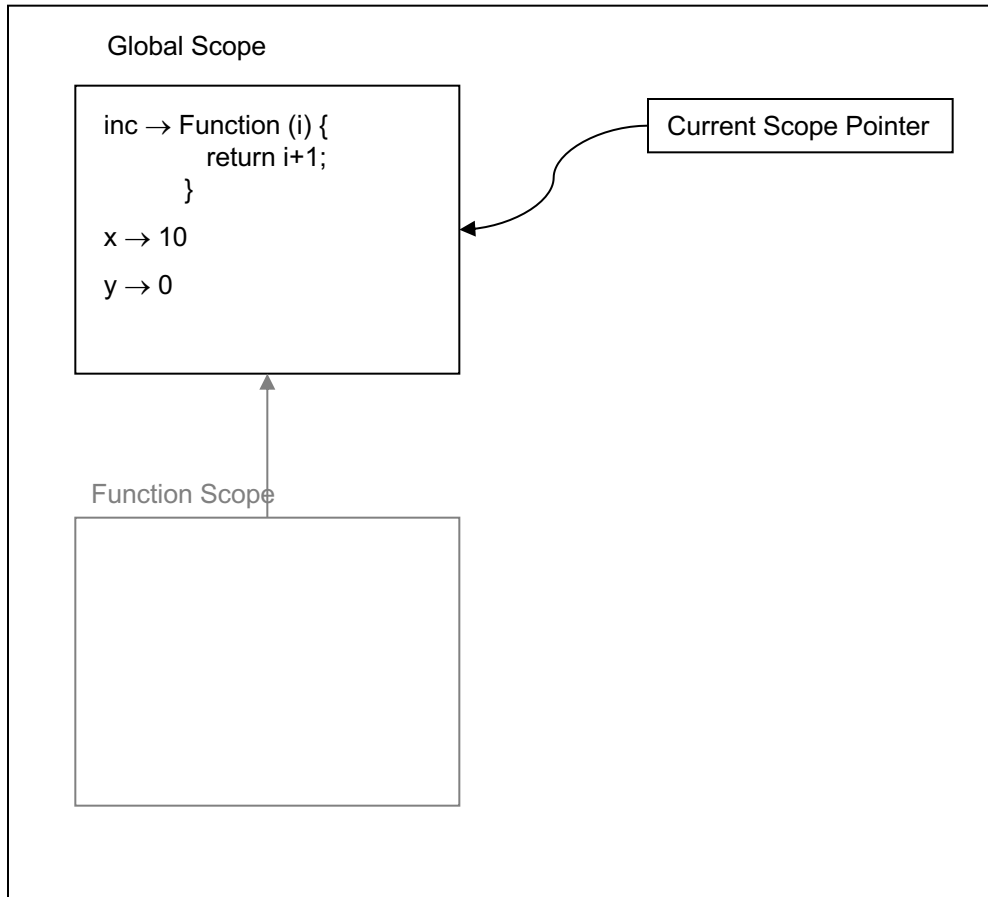 Global Scope
inc → Function (i) {
return i+1;
}
x → 10
y → 0
Current Scope Pointer
Function Scope